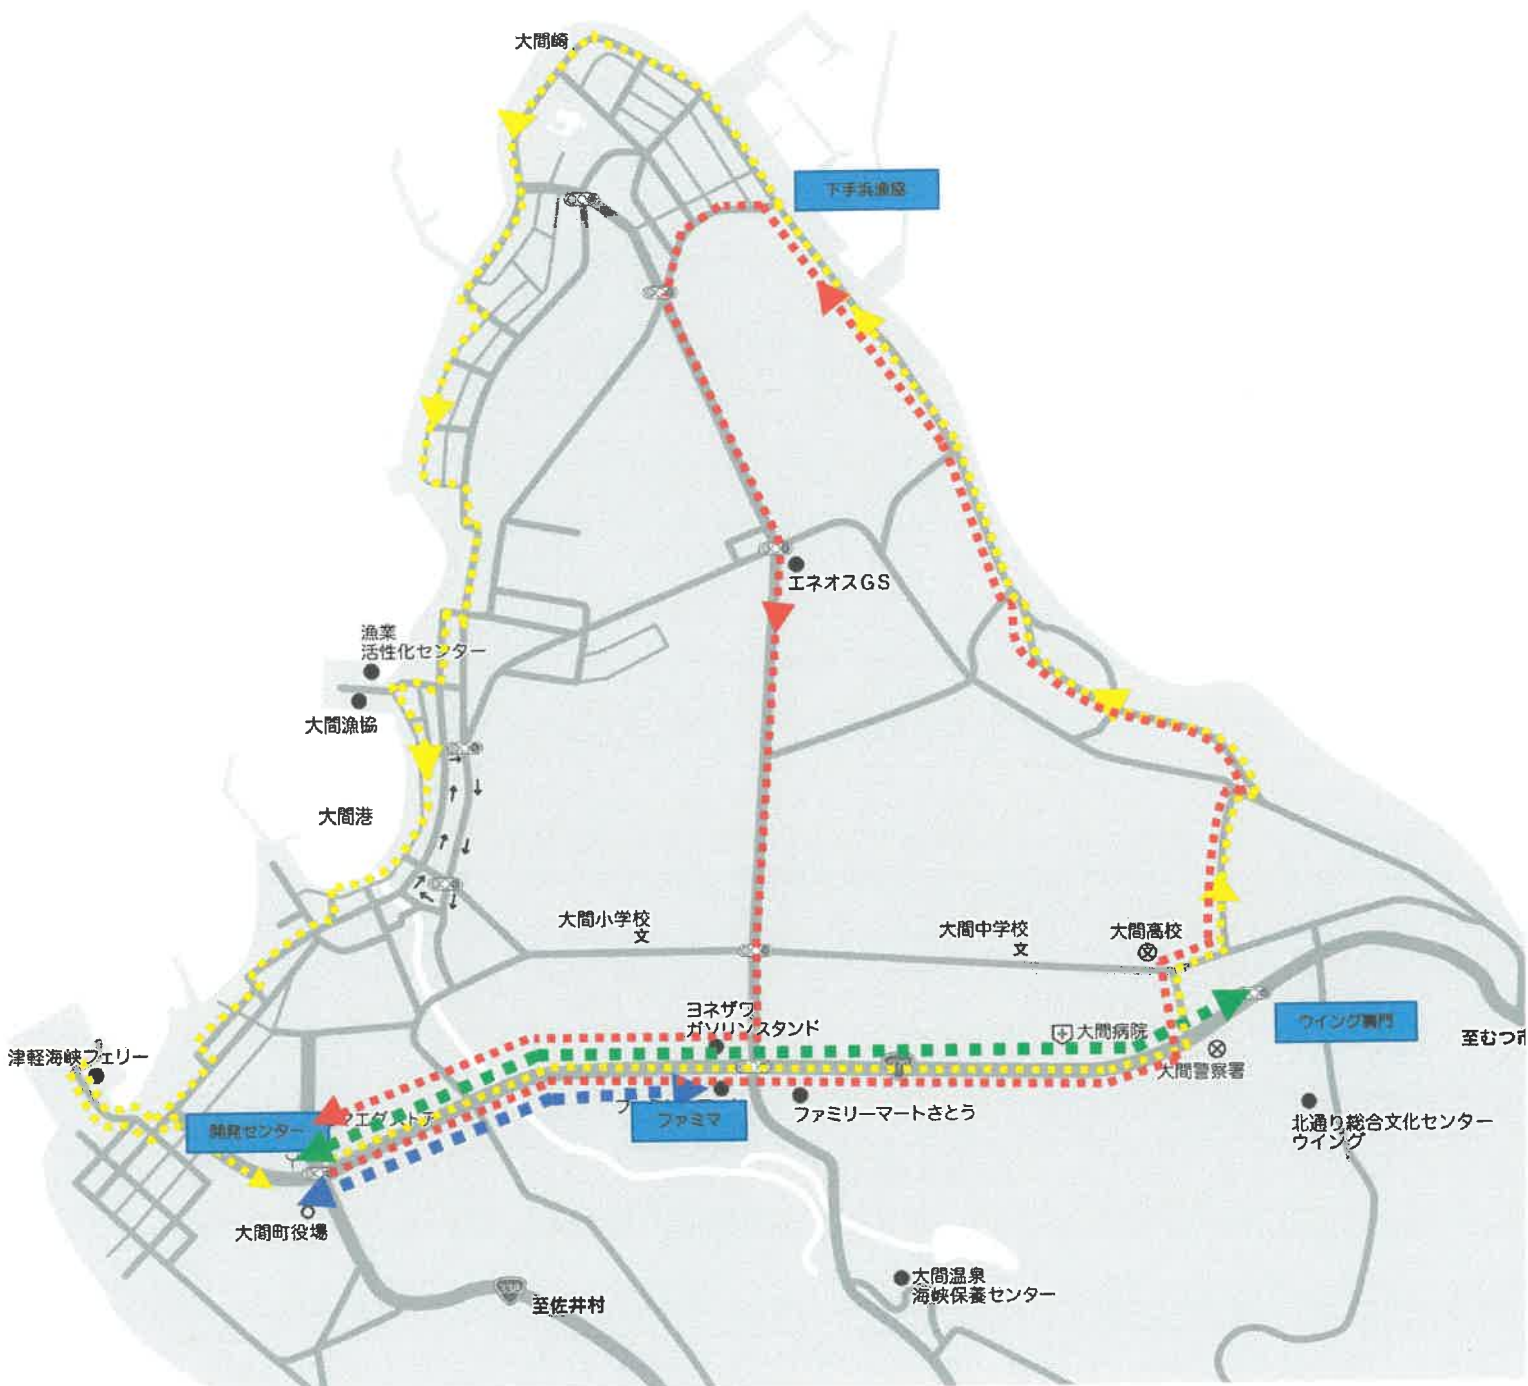 大間崎
下手浜漁協
エネオスGS
漁業
活性化センター
大間漁協
大間港
大間小学校
文
大間中学校
文
大間高校
ヨネザワ
ガソリンスタンド
大間病院
ウイング裏門
至むつ市
大間警察署
津軽海峡フェリー
マエダストア
開発センター
ファミマ
ファミリーマートさとう
北通り総合文化センター
ウイング
大間町役場
大間温泉
海峡保養センター
至佐井村